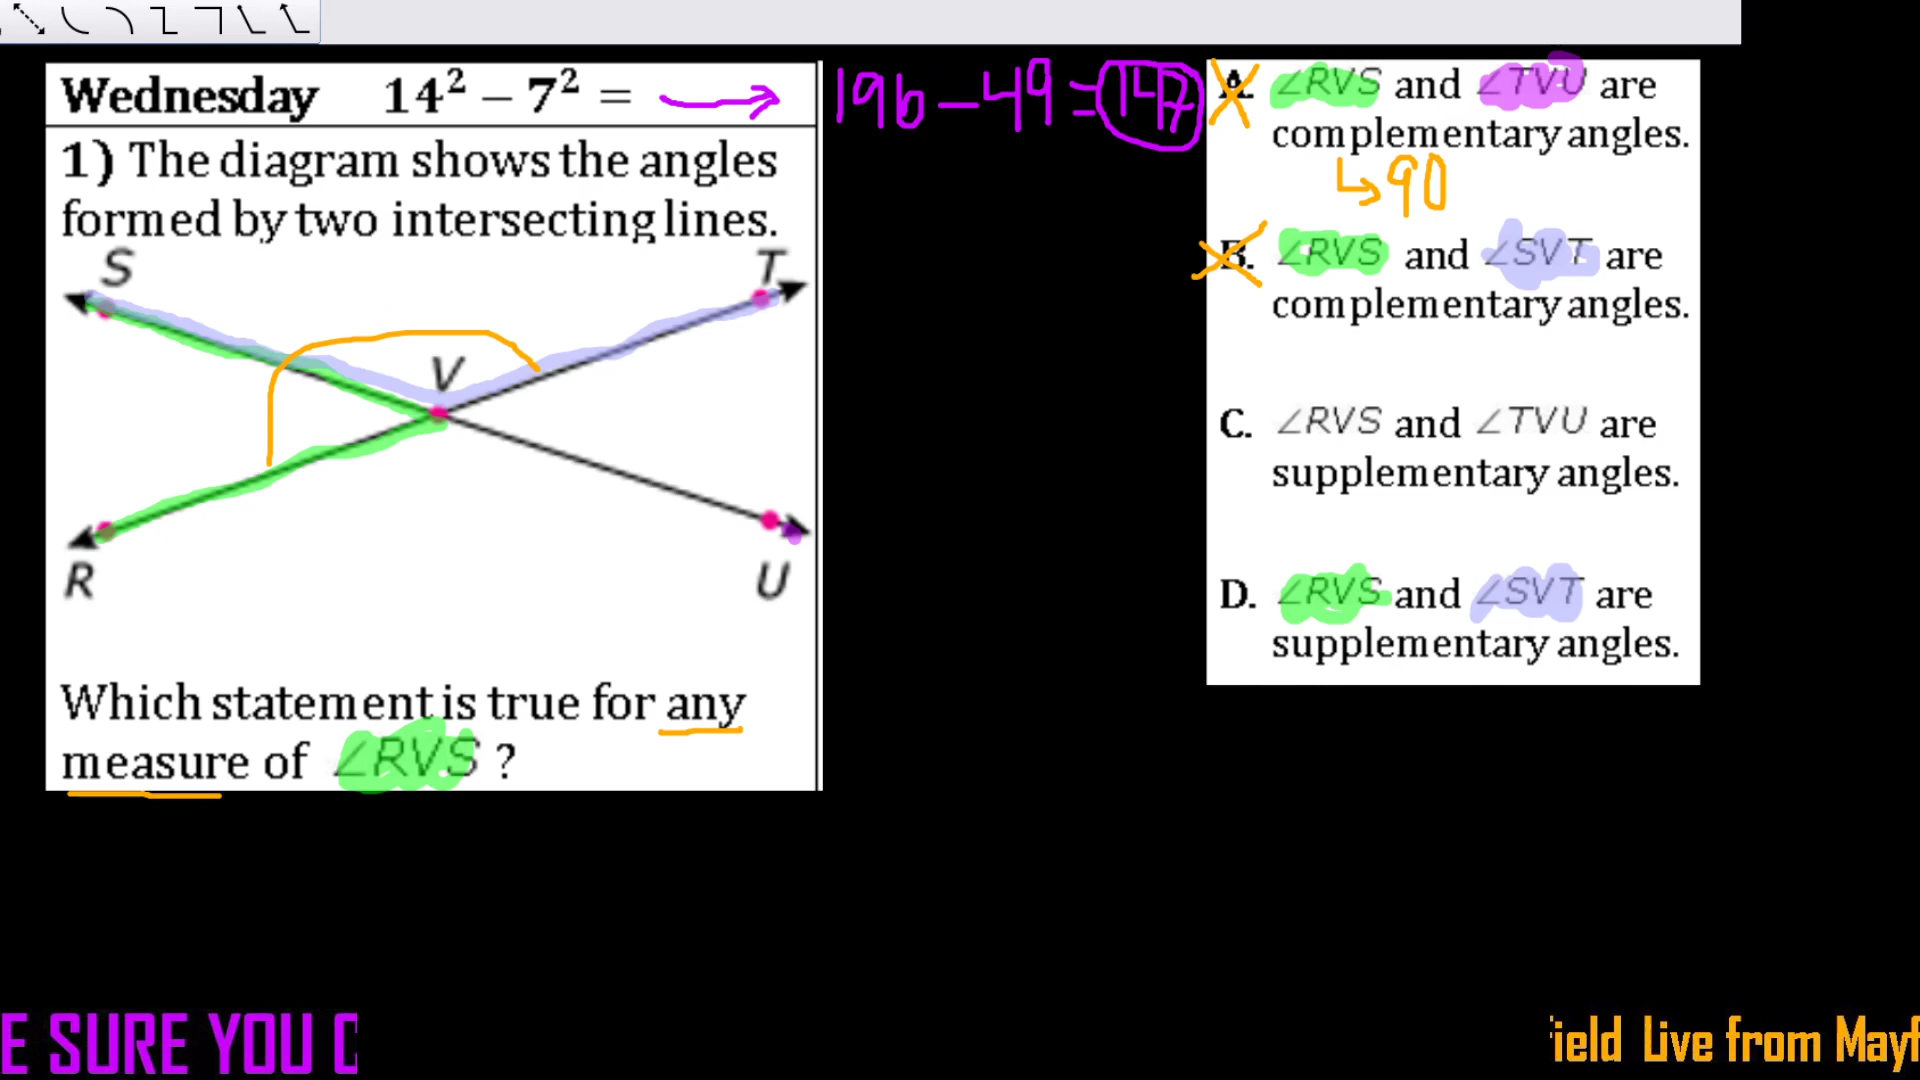 Wednesday 14² − 7² =
196 − 49 = 147
1) The diagram shows the angles
formed by two intersecting lines.
S
T
V
R
U
Which statement is true for any
measure of ∠RVS ?
A. ∠RVS and ∠TVU are
complementary angles.
90
B. ∠RVS and ∠SVT are
complementary angles.
C. ∠RVS and ∠TVU are
supplementary angles.
D. ∠RVS and ∠SVT are
supplementary angles.
E SURE YOU
field Live from Mayf